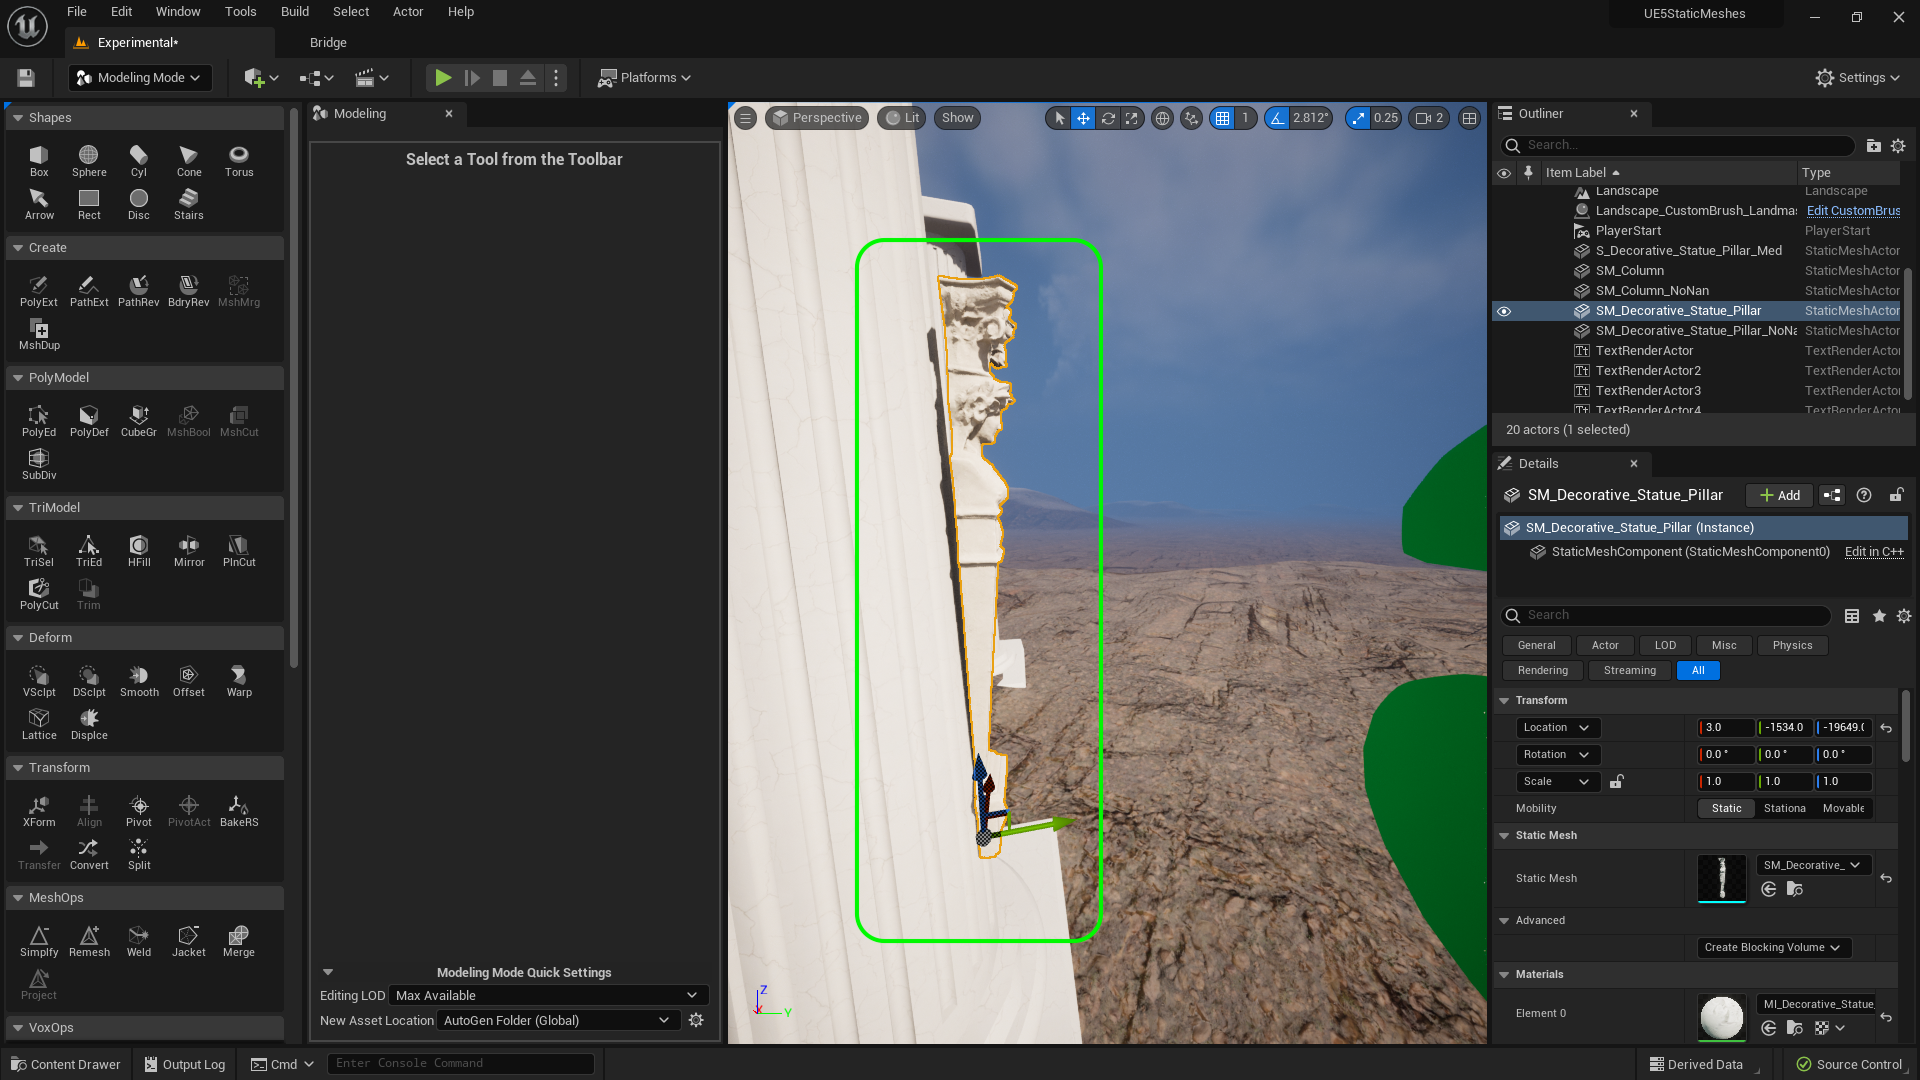 File Edit Window Tools Build Select Actor Help
UE5StaticMeshes
Experimental*
Bridge
Modeling Mode
Platforms
Settings
Shapes
Box Sphere Cyl Cone Torus
Arrow Rect Disc Stairs
Create
PolyExt PathExt PathRev BdryRev MshMrg
MshDup
PolyModel
PolyEd PolyDef CubeGr MshBool MshCut
SubDiv
TriModel
TriSel TriEd HFill Mirror PlnCut
PolyCut Trim
Deform
VSclpt DSclpt Smooth Offset Warp
Lattice Displce
Transform
XForm Align Pivot PivotAct BakeRS
Transfer Convert Split
MeshOps
Simplfy Remesh Weld Jacket Merge
Project
VoxOps
Modeling
Select a Tool from the Toolbar
Modeling Mode Quick Settings
Editing LOD Max Available
New Asset Location AutoGen Folder (Global)
Perspective Lit Show 1 2.812° 0.25 2
Z
X
Y
Outliner
Search...
Item Label Type
Landscape Landscape
Landscape_CustomBrush_Landmas Edit CustomBrus
PlayerStart PlayerStart
S_Decorative_Statue_Pillar_Med StaticMeshActor
SM_Column StaticMeshActor
SM_Column_NoNan StaticMeshActor
SM_Decorative_Statue_Pillar StaticMeshActor
SM_Decorative_Statue_Pillar_NoNa StaticMeshActor
Tt TextRenderActor TextRenderActo
Tt TextRenderActor2 TextRenderActo
Tt TextRenderActor3 TextRenderActo
Tt TextRenderActor4 TextRenderActo
20 actors (1 selected)
Details
SM_Decorative_Statue_Pillar Add
SM_Decorative_Statue_Pillar (Instance)
StaticMeshComponent (StaticMeshComponent0) Edit in C++
Search
General Actor LOD Misc Physics
Rendering Streaming All
Transform
Location 3.0 -1534.0 -19649.(
Rotation 0.0 ° 0.0 ° 0.0 °
Scale 1.0 1.0 1.0
Mobility Static Stationa Movable
Static Mesh
Static Mesh SM_Decorative_
Advanced
Create Blocking Volume
Materials
Element 0 MI_Decorative_Statue_
Content Drawer Output Log Cmd Enter Console Command Derived Data Source Control